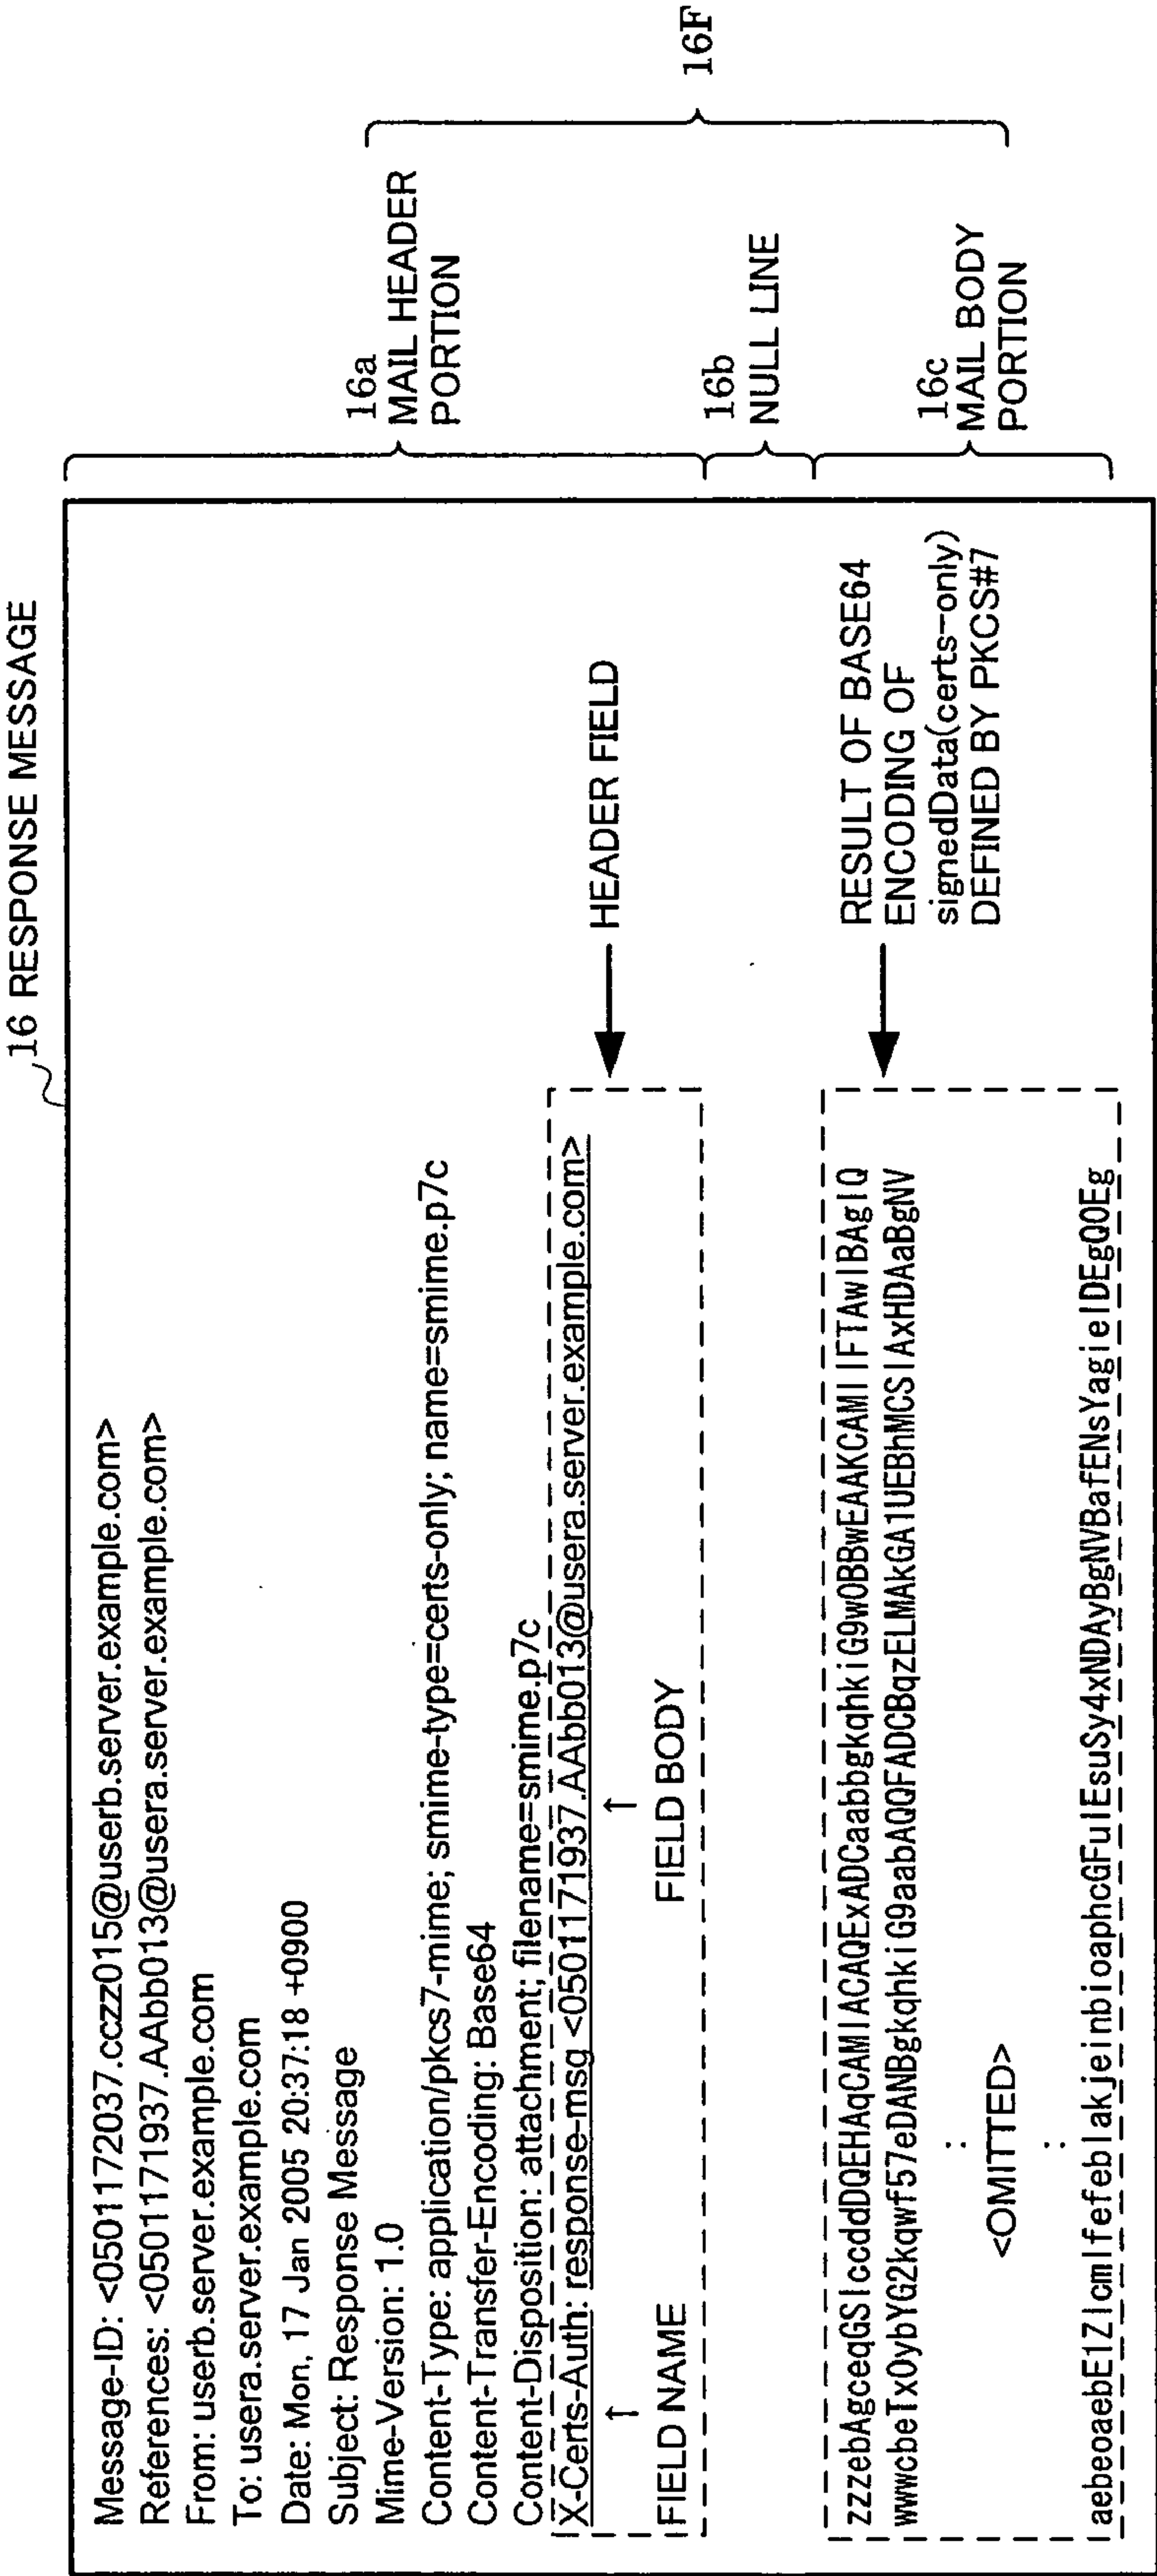 16 RESPONSE MESSAGE
Message-ID: <0501172037.cczz015@userb.server.example.com>
References: <0501171937.AAbb013@usera.server.example.com>
From: userb.server.example.com
To: usera.server.example.com
Date: Mon, 17 Jan 2005 20:37:18 +0900
Subject: Response Message
Mime-Version: 1.0
Content-Type: application/pkcs7-mime; smime-type=certs-only; name=smime.p7c
Content-Transfer-Encoding: Base64
Content-Disposition: attachment; filename=smime.p7c
X-Certs-Auth: response-msg <0501171937.AAbb013@usera.server.example.com>
↑ ↑
FIELD NAME FIELD BODY
HEADER FIELD
zzzebAgceqGSIccddDQEHAqCAMIACAQExADCaabbgkqhkiG9w0BBwEAAKCAMIIFTAwIBAgIQ
wwwcbeTxOybYG2kqwf57eDANBgkqhkiG9aabAQQFADCBqzELMAkGA1UEBhMCSIAxHDAaBgNV
:
<OMITTED>
:
aebeoaebE1ZIcmIfefebIakjeinbioaphcGFuIEsuSy4xNDAyBgNVBafENsYagieIDEgQ0Eg
RESULT OF BASE64
ENCODING OF
signedData(certs-only)
DEFINED BY PKCS#7
16a
MAIL HEADER
PORTION
16b
NULL LINE
16c
MAIL BODY
PORTION
16F